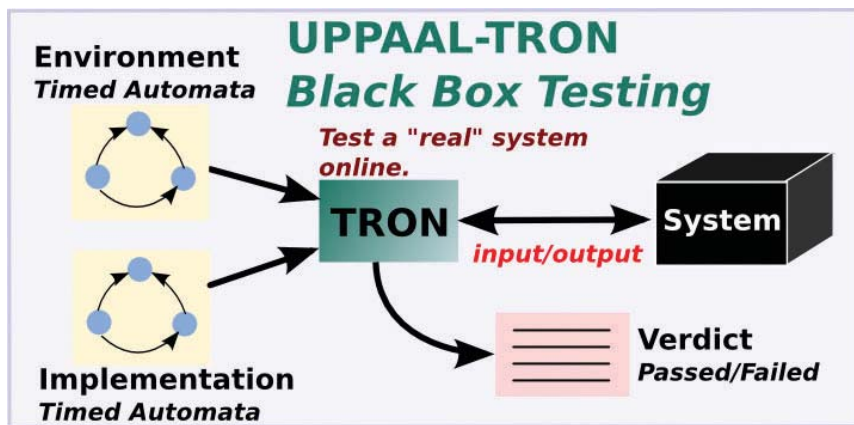 UPPAAL-TRON
Black Box Testing
Environment
Timed Automata
Test a "real" system
online.
TRON
System
input/output
Implementation
Timed Automata
Verdict
Passed/Failed